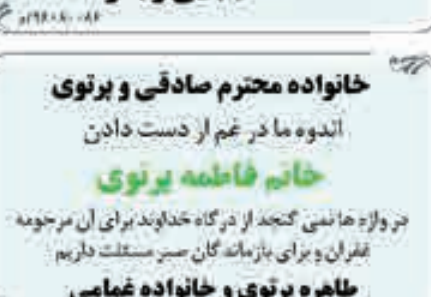 خانواده محترم صادقی و پرتوی
اندوه ما در غم از دست دادن
خانم فاطمه پرتوی
در واژه ها نمی گنجد از درگاه خداوند برای آن مرحومه
غفران و برای بازماندگان صبر مسئلت داریم
طاهره پرتوی و خانواده غمامی